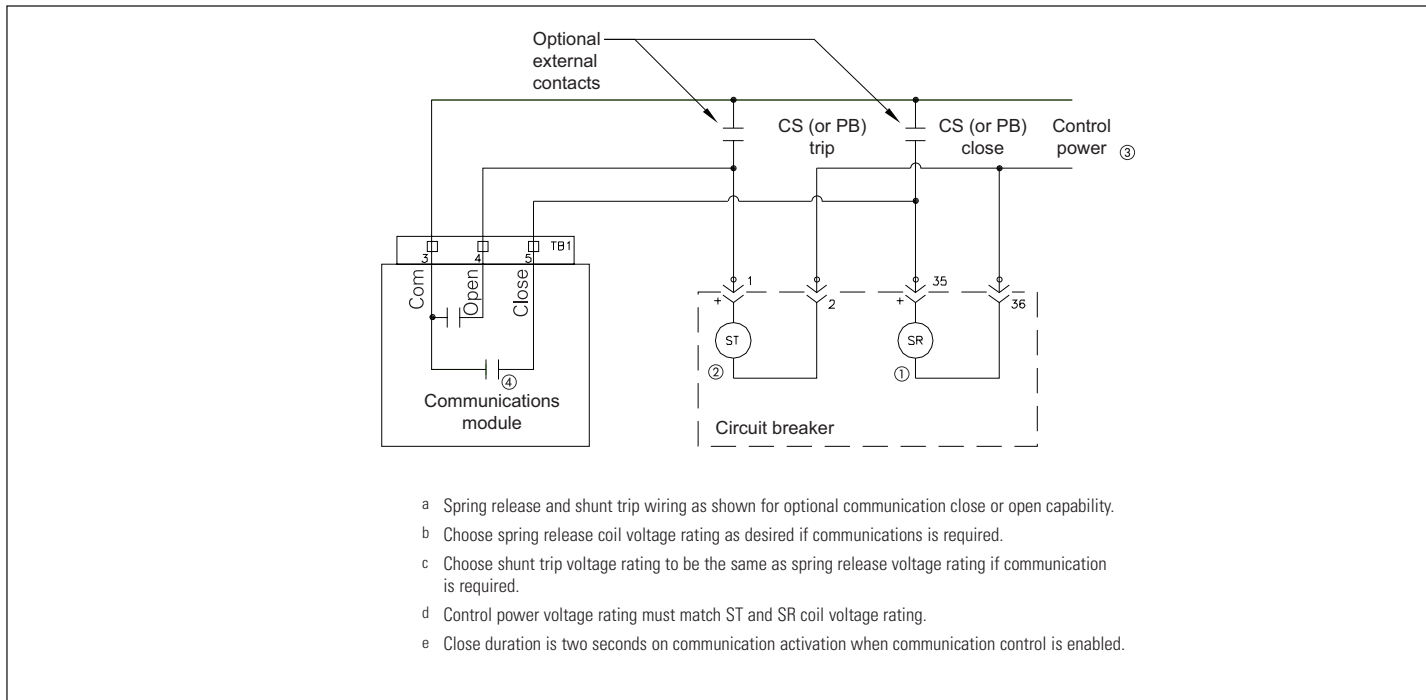 Optional
external
contacts
CS (or PB)
trip
CS (or PB)
close
Control
power ③
TB1
3
4
5
Com
Open
Close
④
Communications
module
1
+
2
35
+
36
ST
②
SR
①
Circuit breaker
a Spring release and shunt trip wiring as shown for optional communication close or open capability.
b Choose spring release coil voltage rating as desired if communications is required.
c Choose shunt trip voltage rating to be the same as spring release voltage rating if communication
is required.
d Control power voltage rating must match ST and SR coil voltage rating.
e Close duration is two seconds on communication activation when communication control is enabled.